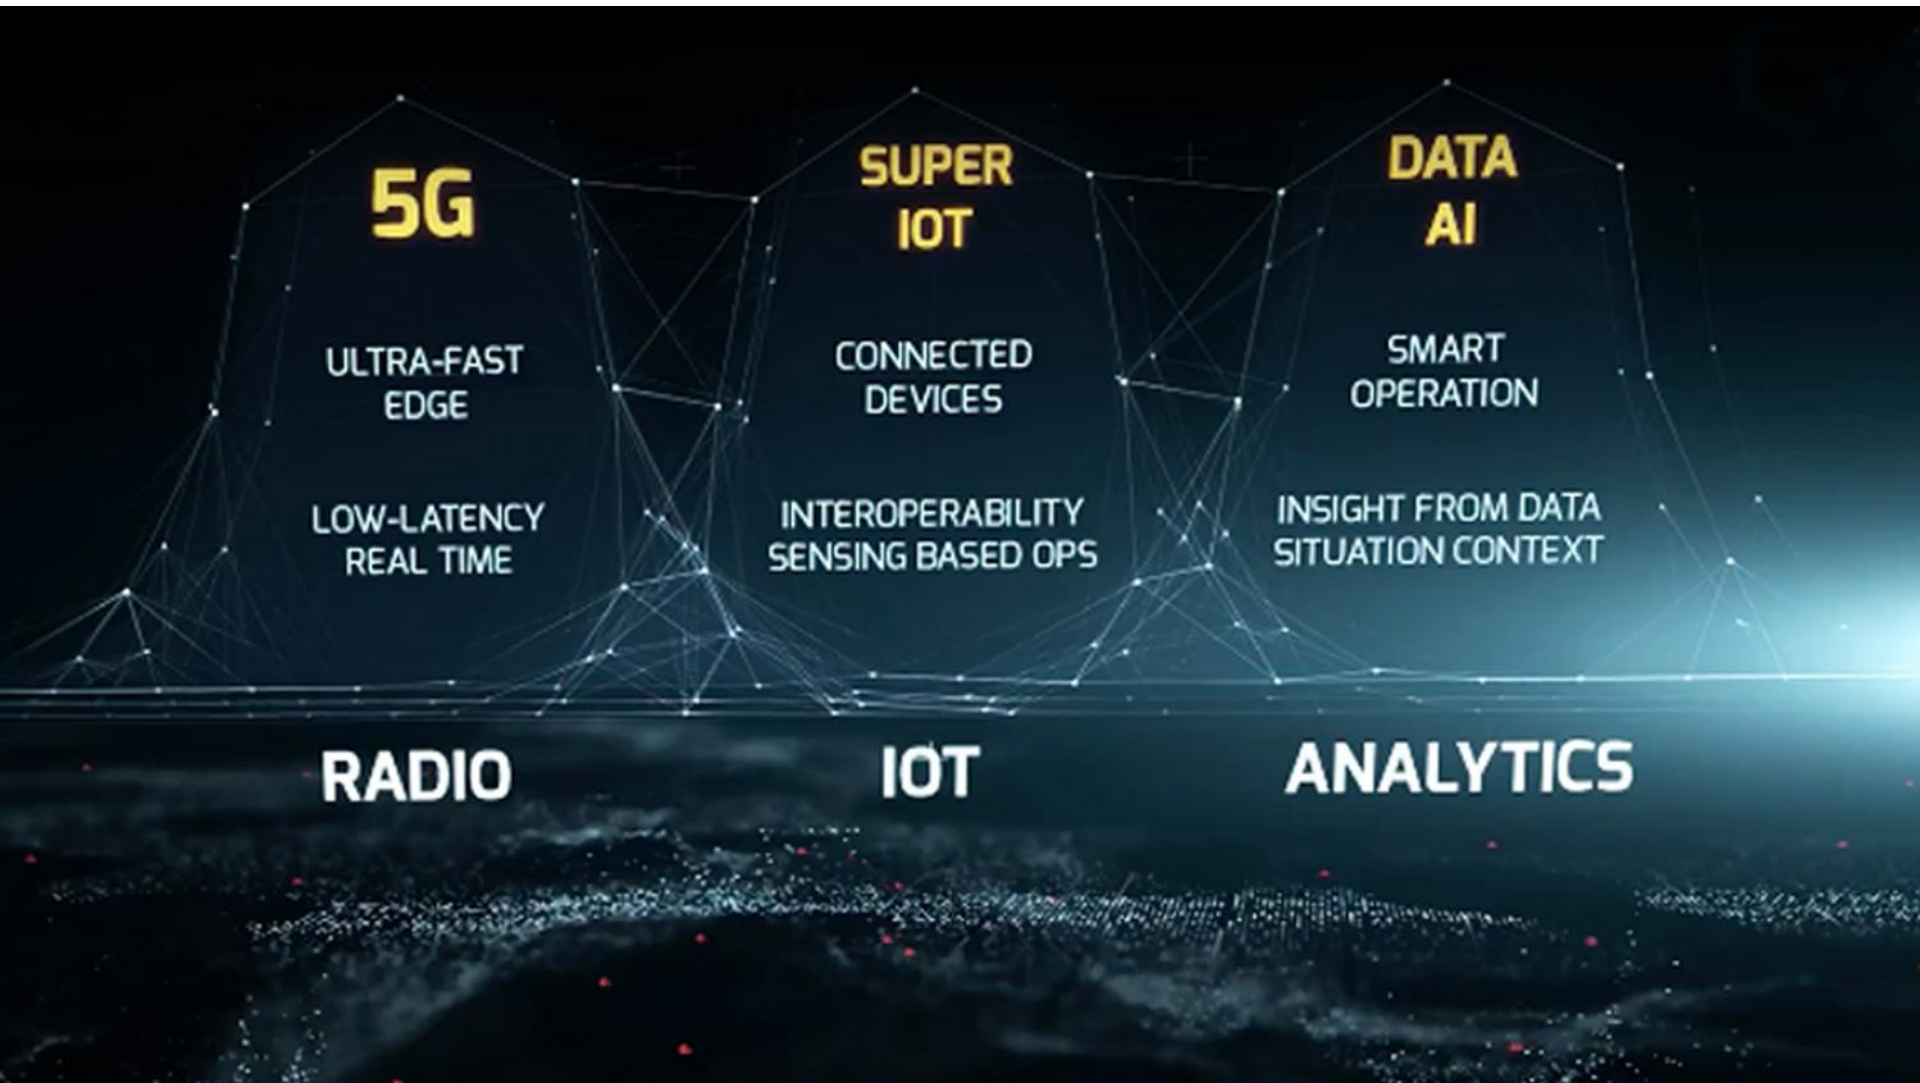 5G
ULTRA-FAST
EDGE
LOW-LATENCY
REAL TIME
RADIO
SUPER
IOT
CONNECTED
DEVICES
INTEROPERABILITY
SENSING BASED OPS
IOT
DATA
AI
SMART
OPERATION
INSIGHT FROM DATA
SITUATION CONTEXT
ANALYTICS